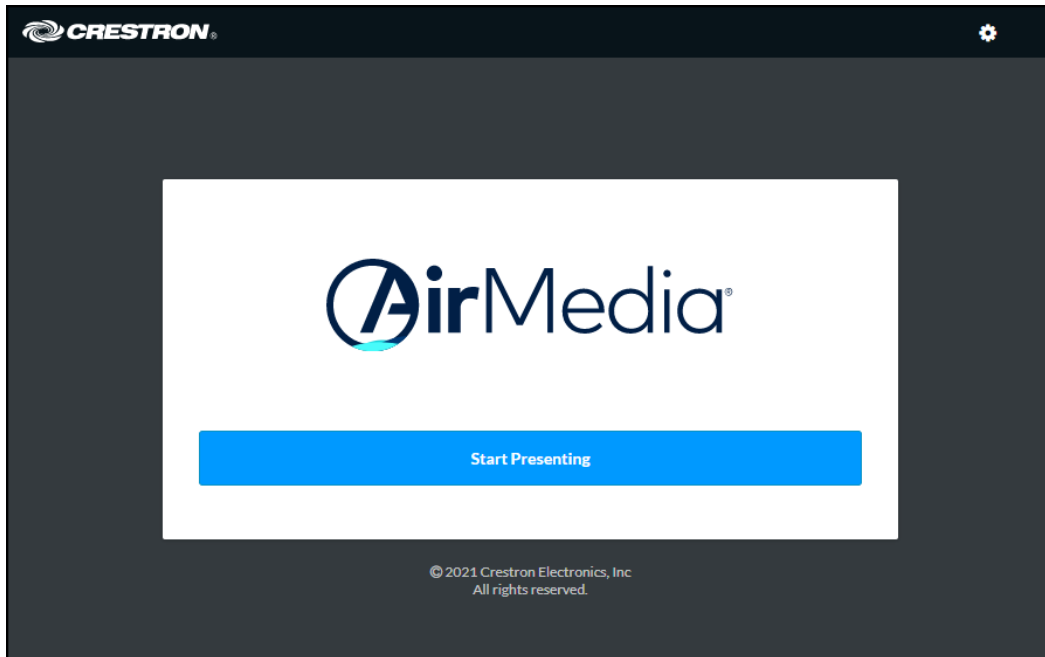 CRESTRON®
AirMedia®
Start Presenting
© 2021 Crestron Electronics, Inc
All rights reserved.